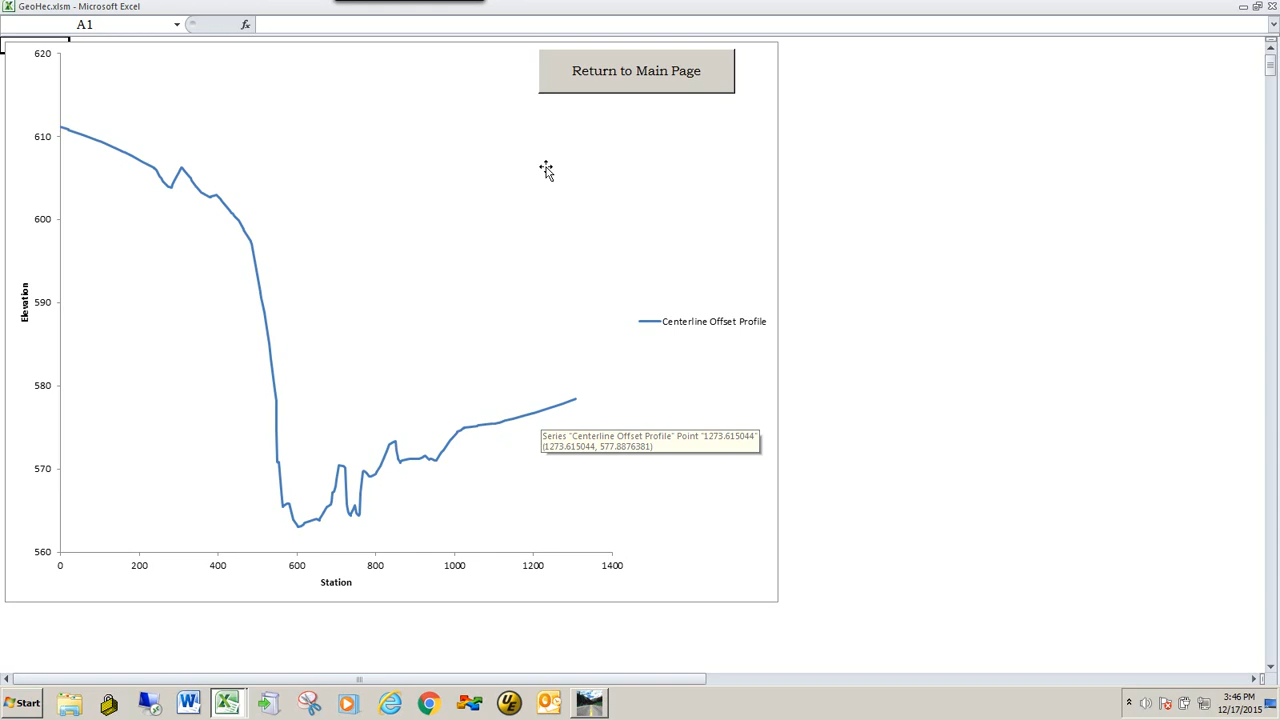 GeoHec.xlsm - Microsoft Excel
A1
fx
Return to Main Page
620
610
600
590
580
570
560
Elevation
0
200
400
600
800
1000
1200
1400
Station
Centerline Offset Profile
Series "Centerline Offset Profile" Point "1273.615044"
(1273.615044, 577.8876381)
Start
3:46 PM
12/17/2015